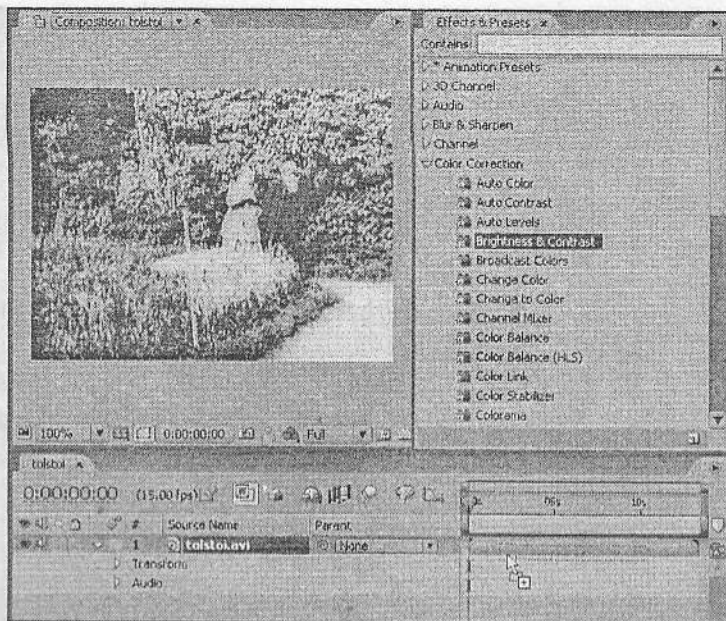 Composition: tolstoi
Effects & Presets
Contains:
* Animation Presets
3D Channel
Audio
Blur & Sharpen
Channel
Color Correction
Auto Color
Auto Contrast
Auto Levels
Brightness & Contrast
Broadcast Colors
Change Color
Change to Color
Channel Mixer
Color Balance
Color Balance (HLS)
Color Link
Color Stabilizer
Colorama
100% 0:00:00:00 Full
tolstoi
0:00:00:00 (15.00 fps)
05s 10s
# Source Name Parent
1 tolstoi.avi None
Transform
Audio